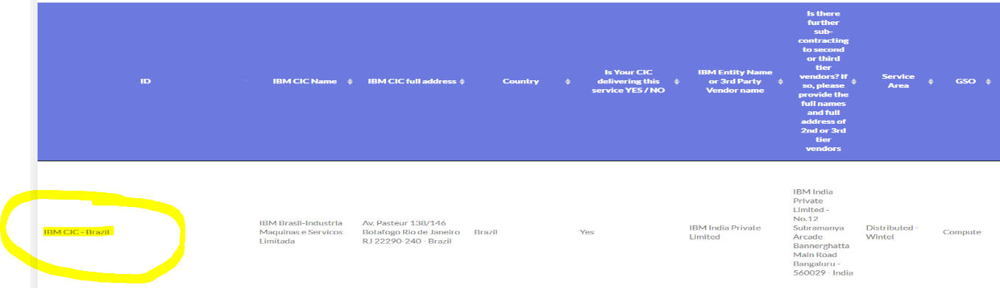 ID
IBM CIC Name
IBM CIC full address
Country
Is Your CIC
delivering this
service YES / NO
IBM Entity Name
or 3rd Party
Vendor name
Is there
further
sub-
contracting
to second
or third
tier
vendors? If
so, please
provide the
full names
and full
address of
2nd or 3rd
tier
vendors
Service
Area
GSO
IBM CIC - Brazil
IBM Brasil-Industria
Maquinas e Servicos
Limitada
Av. Pasteur 138/146
Botafogo Rio de Janeiro
RJ 22290-240 - Brazil
Brazil
Yes
IBM India Private
Limited
IBM India
Private
Limited -
No.12
Subramanya
Arcade
Bannerghatta
Main Road
Bangaluru -
560029 - India
Distributed -
Wintel
Compute